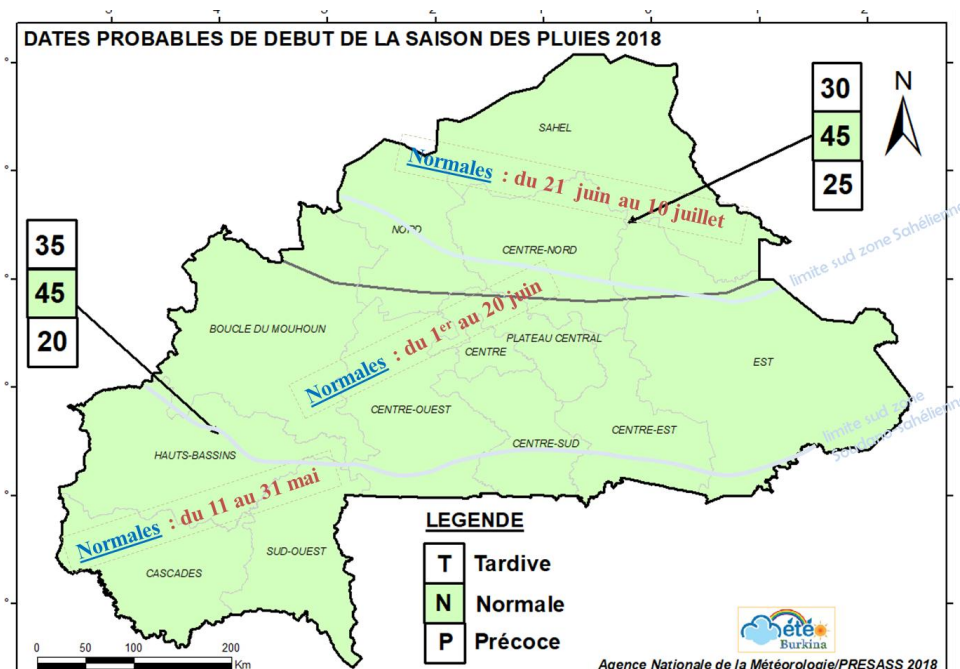 DATES PROBABLES DE DEBUT DE LA SAISON DES PLUIES 2018
30
45
25
N
SAHEL
Normales : du 21 juin au 10 juillet
NORD
CENTRE-NORD
limite sud zone Sahélienne
35
45
20
BOUCLE DU MOUHOUN
Normales : du 1er au 20 juin
PLATEAU CENTRAL
CENTRE
EST
CENTRE-OUEST
CENTRE-SUD
CENTRE-EST
limite sud zone
Soudano-Sahélienne
HAUTS-BASSINS
Normales : du 11 au 31 mai
SUD-OUEST
CASCADES
LEGENDE
T Tardive
N Normale
P Précoce
0 50 100 200
Km
météo
Burkina
Agence Nationale de la Météorologie/PRESASS 2018